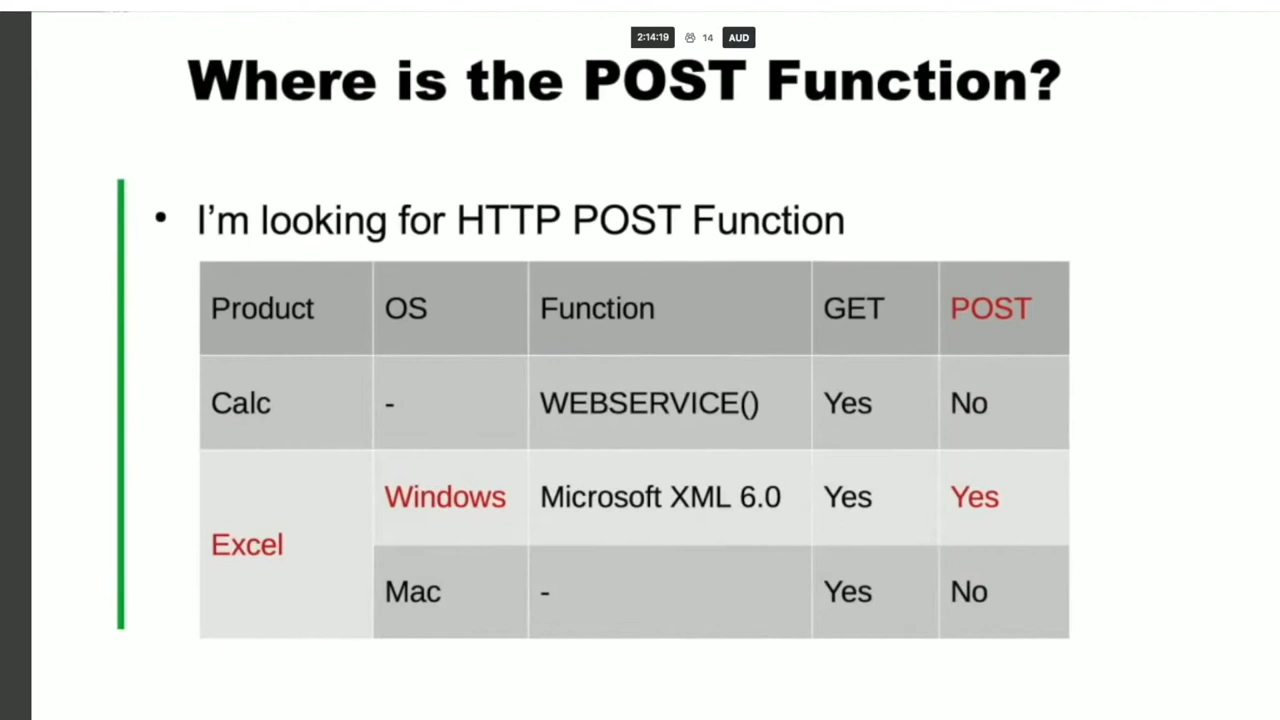 2:14:19 14 AUD
Where is the POST Function?
• I'm looking for HTTP POST Function
Product OS Function GET POST
Calc - WEBSERVICE() Yes No
Excel Windows Microsoft XML 6.0 Yes Yes
Mac - Yes No